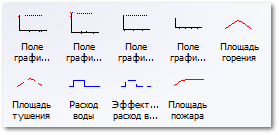 Поле Поле Поле Поле Площадь
графи... графи... графи... графи... горения
Площадь Расход Эффект... Площадь
тушения воды расход в... пожара